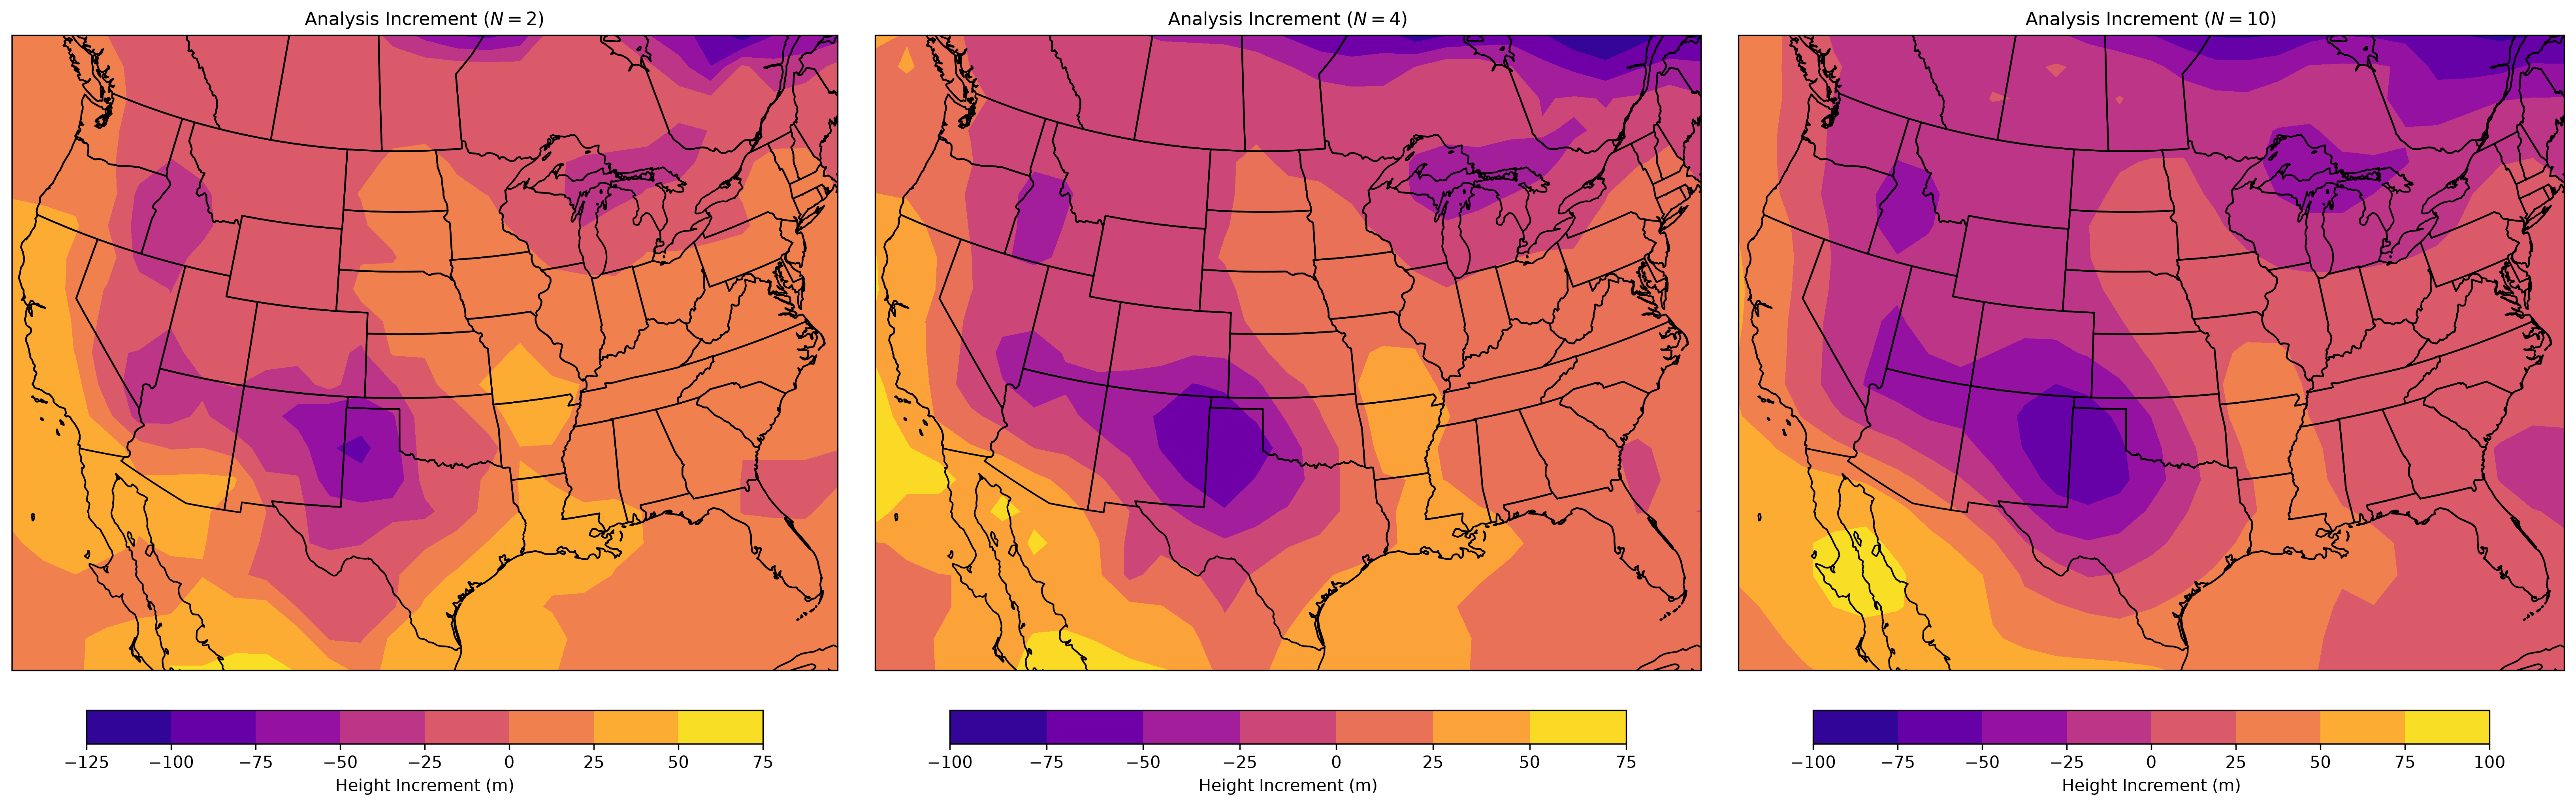 Analysis Increment (N = 2)
−125 −100 −75 −50 −25 0 25 50 75
Height Increment (m)
Analysis Increment (N = 4)
−100 −75 −50 −25 0 25 50 75
Height Increment (m)
Analysis Increment (N = 10)
−100 −75 −50 −25 0 25 50 75 100
Height Increment (m)